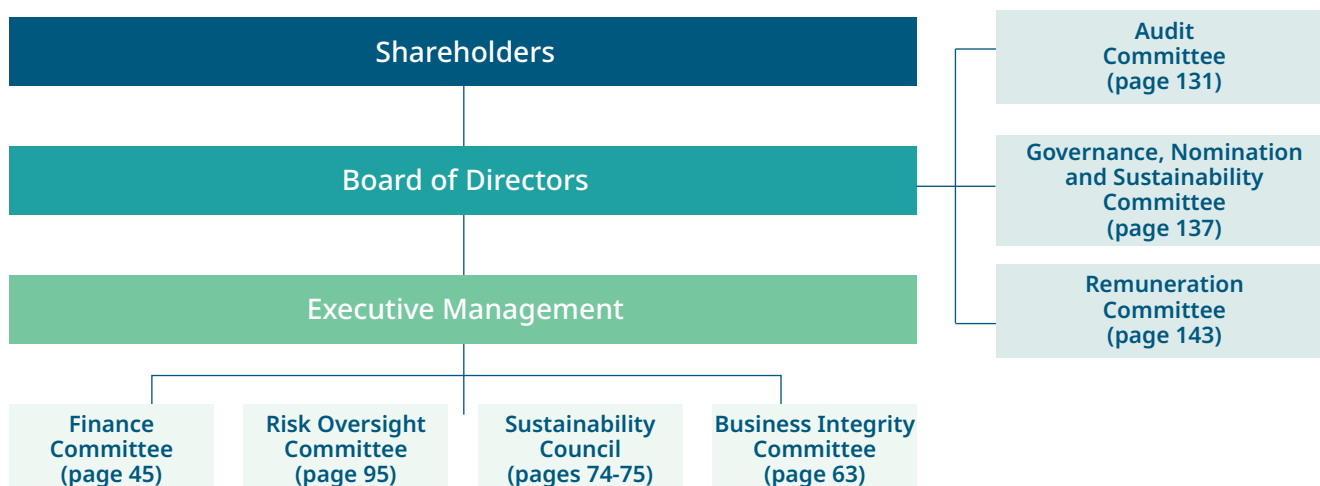 Shareholders
Board of Directors
Executive Management
Finance
Committee
(page 45)
Risk Oversight
Committee
(page 95)
Sustainability
Council
(pages 74-75)
Business Integrity
Committee
(page 63)
Audit
Committee
(page 131)
Governance, Nomination
and Sustainability
Committee
(page 137)
Remuneration
Committee
(page 143)